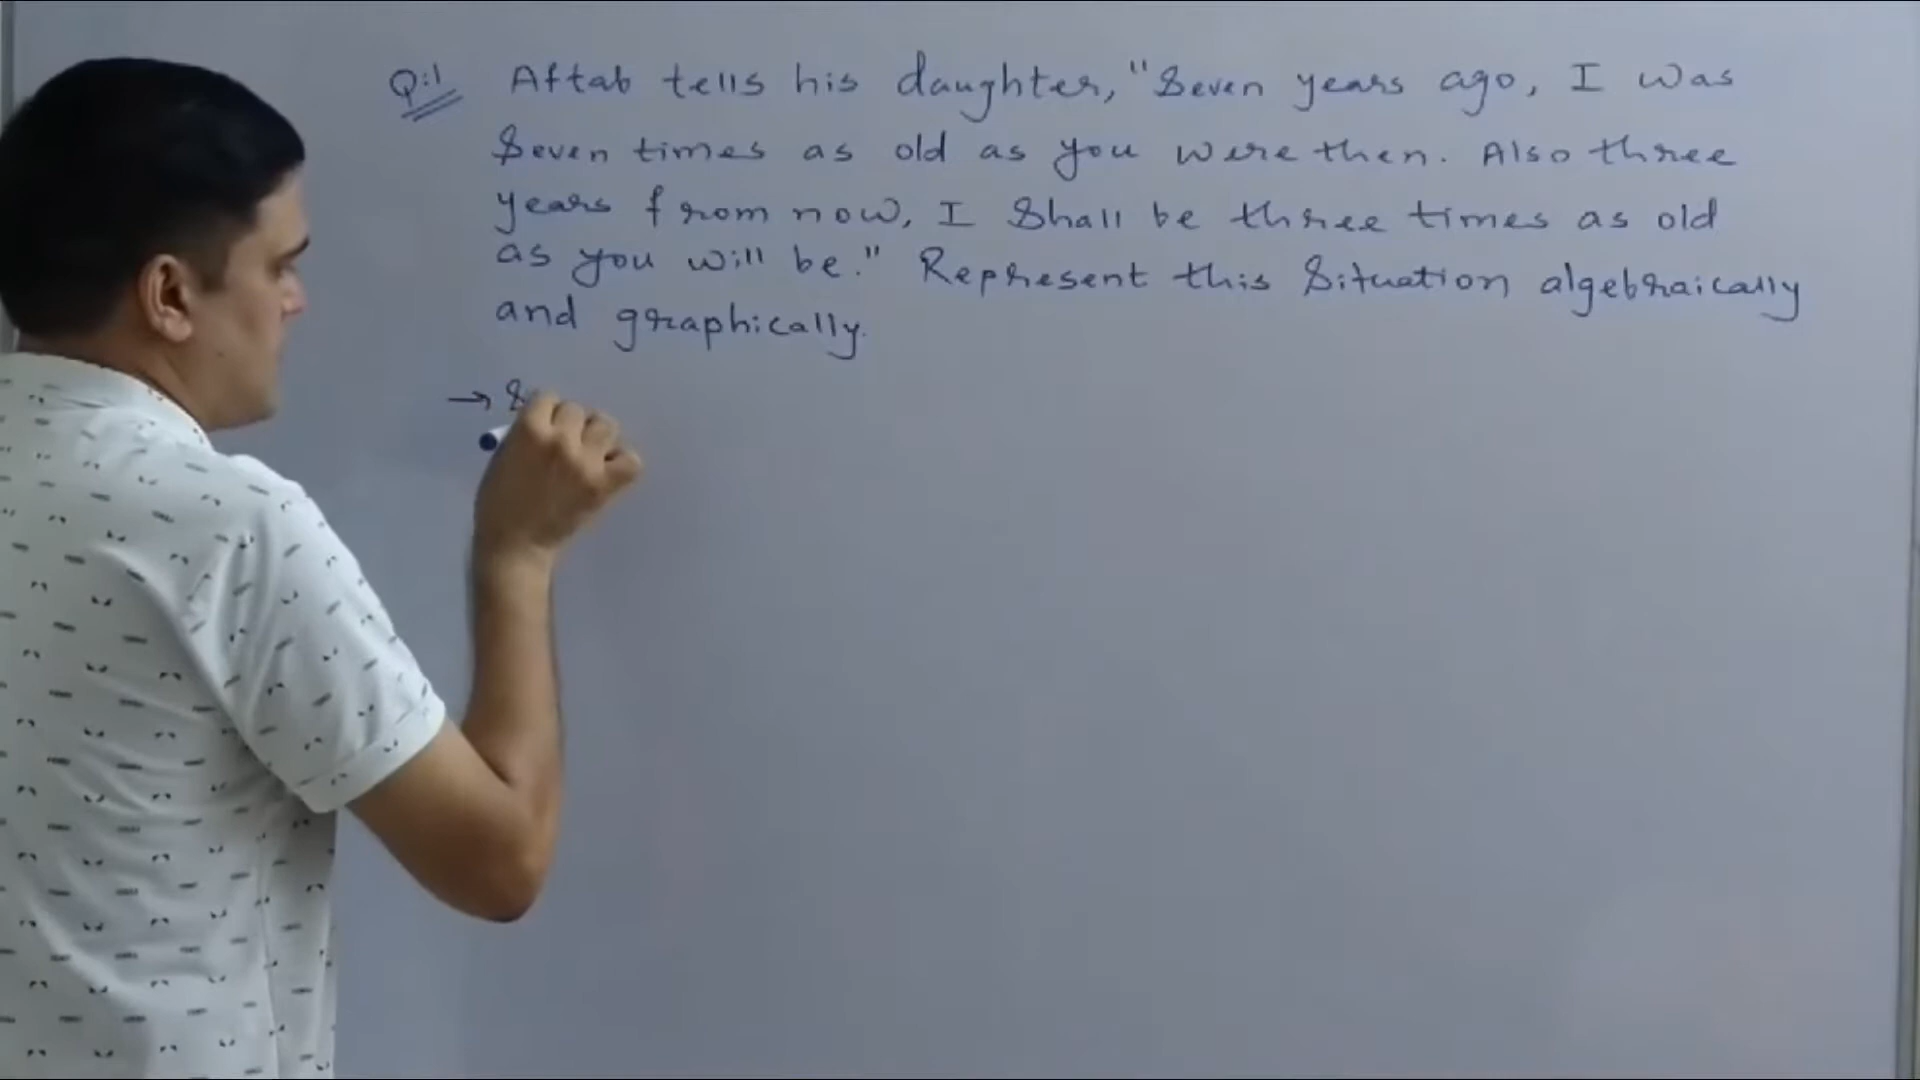 Q:1 Aftab tells his daughter, "Seven years ago, I was
Seven times as old as you were then. Also three
years from now, I Shall be three times as old
as you will be." Represent this Situation algebraically
and graphically.
→ S